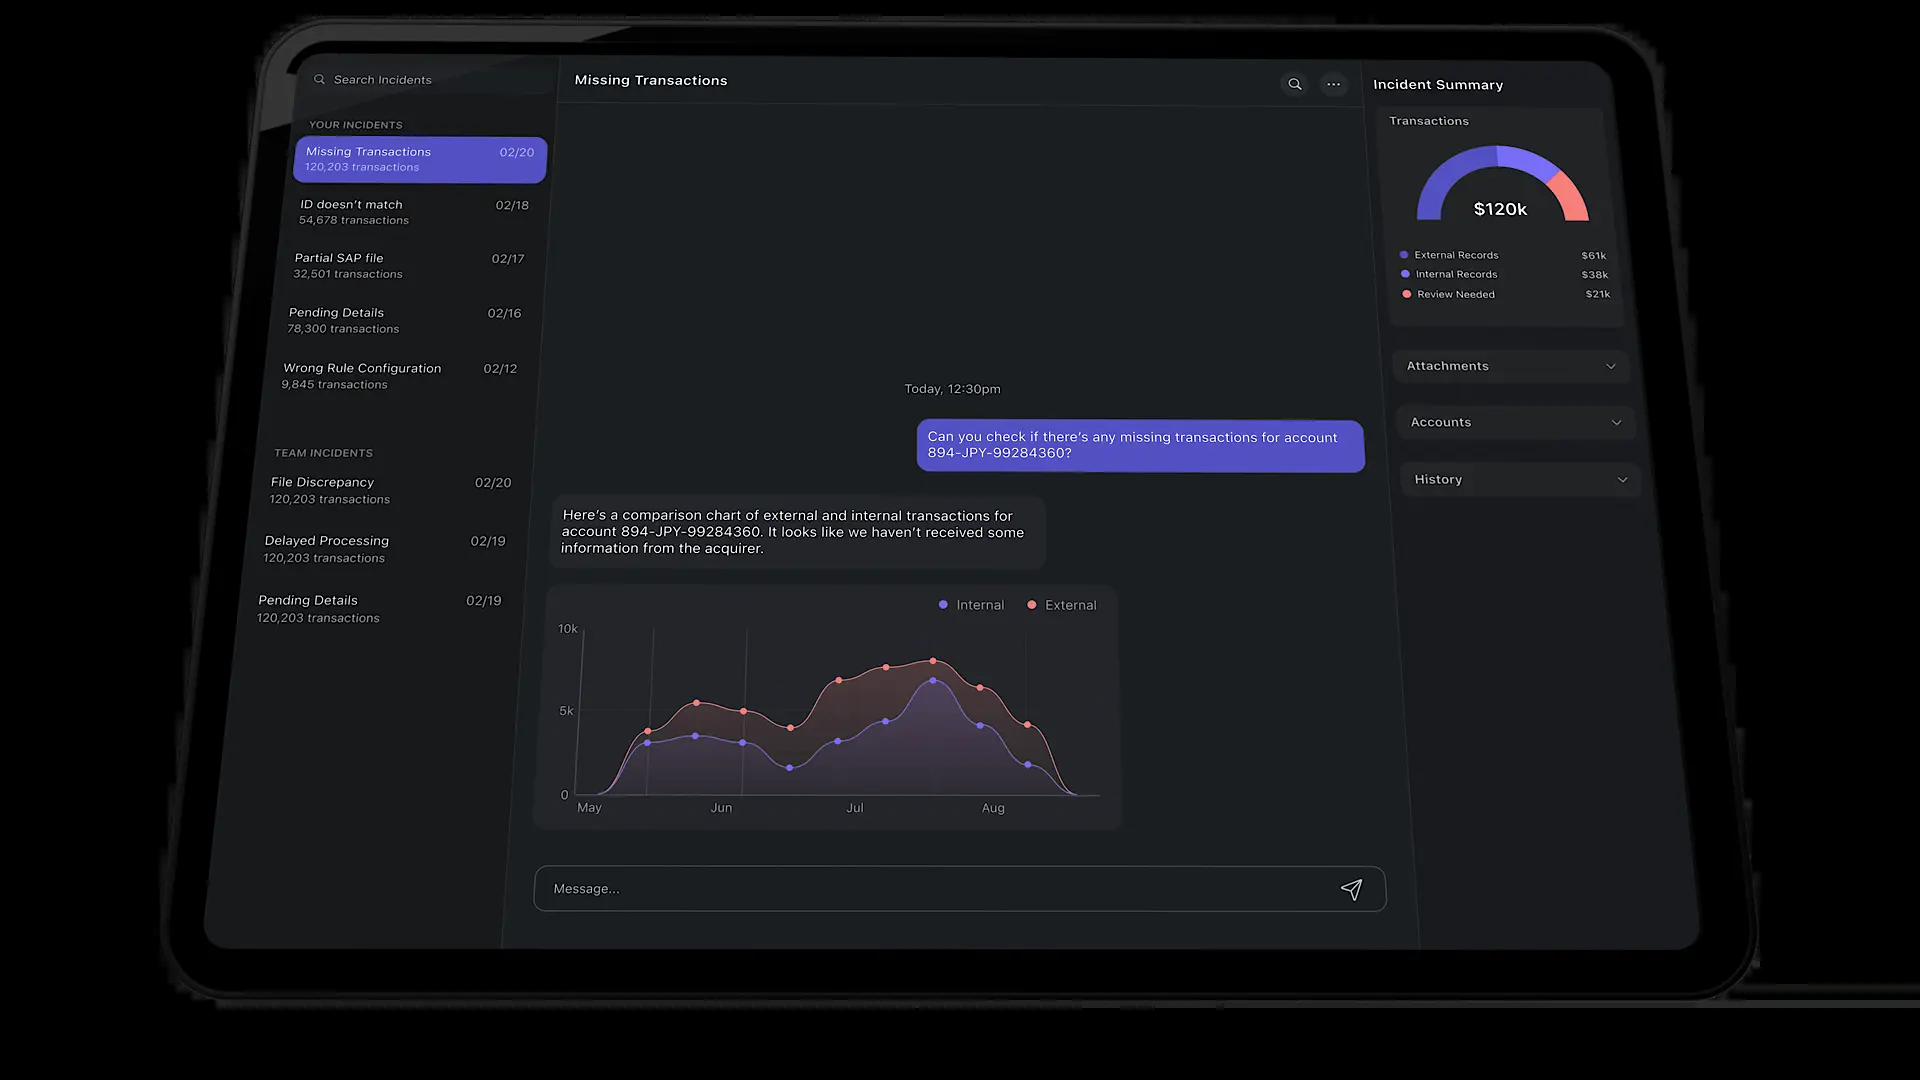 Search Incidents
YOUR INCIDENTS
Missing Transactions 02/20
120,203 transactions
ID doesn't match 02/18
54,678 transactions
Partial SAP file 02/17
32,501 transactions
Pending Details 02/16
78,300 transactions
Wrong Rule Configuration 02/12
9,845 transactions
TEAM INCIDENTS
File Discrepancy 02/20
120,203 transactions
Delayed Processing 02/19
120,203 transactions
Pending Details 02/19
120,203 transactions
Missing Transactions
Today, 12:30pm
Can you check if there's any missing transactions for account
894-JPY-99284360?
Here's a comparison chart of external and internal transactions for
account 894-JPY-99284360. It looks like we haven't received some
information from the acquirer.
Internal External
10k
5k
0
May Jun Jul Aug
Message...
Incident Summary
Transactions
$120k
External Records $61k
Internal Records $38k
Review Needed $21k
Attachments
Accounts
History